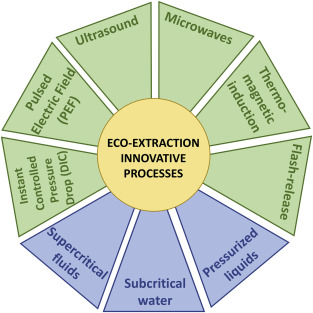 Ultrasound
Microwaves
Thermo-
magnetic
induction
Flash-release
Pressurized
liquids
Subcritical
water
Supercritical
fluids
Instant
Controlled
Pressure
Drop (DIC)
Pulsed
Electric Field
(PEF)
ECO-EXTRACTION
INNOVATIVE
PROCESSES